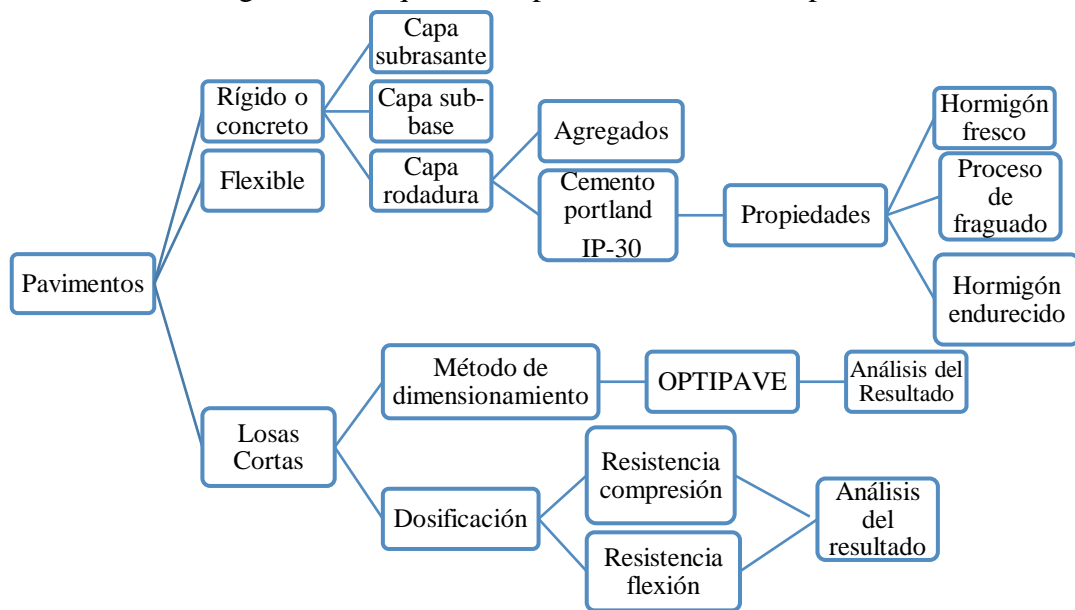 Capa
subrasante
Rígido o
concreto
Capa sub-
base
Capa
rodadura
Flexible
Agregados
Cemento
portland
IP-30
Propiedades
Hormigón
fresco
Proceso
de
fraguado
Hormigón
endurecido
Pavimentos
Losas
Cortas
Método de
dimensionamiento
OPTIPAVE
Análisis del
Resultado
Dosificación
Resistencia
compresión
Resistencia
flexión
Análisis
del
resultado